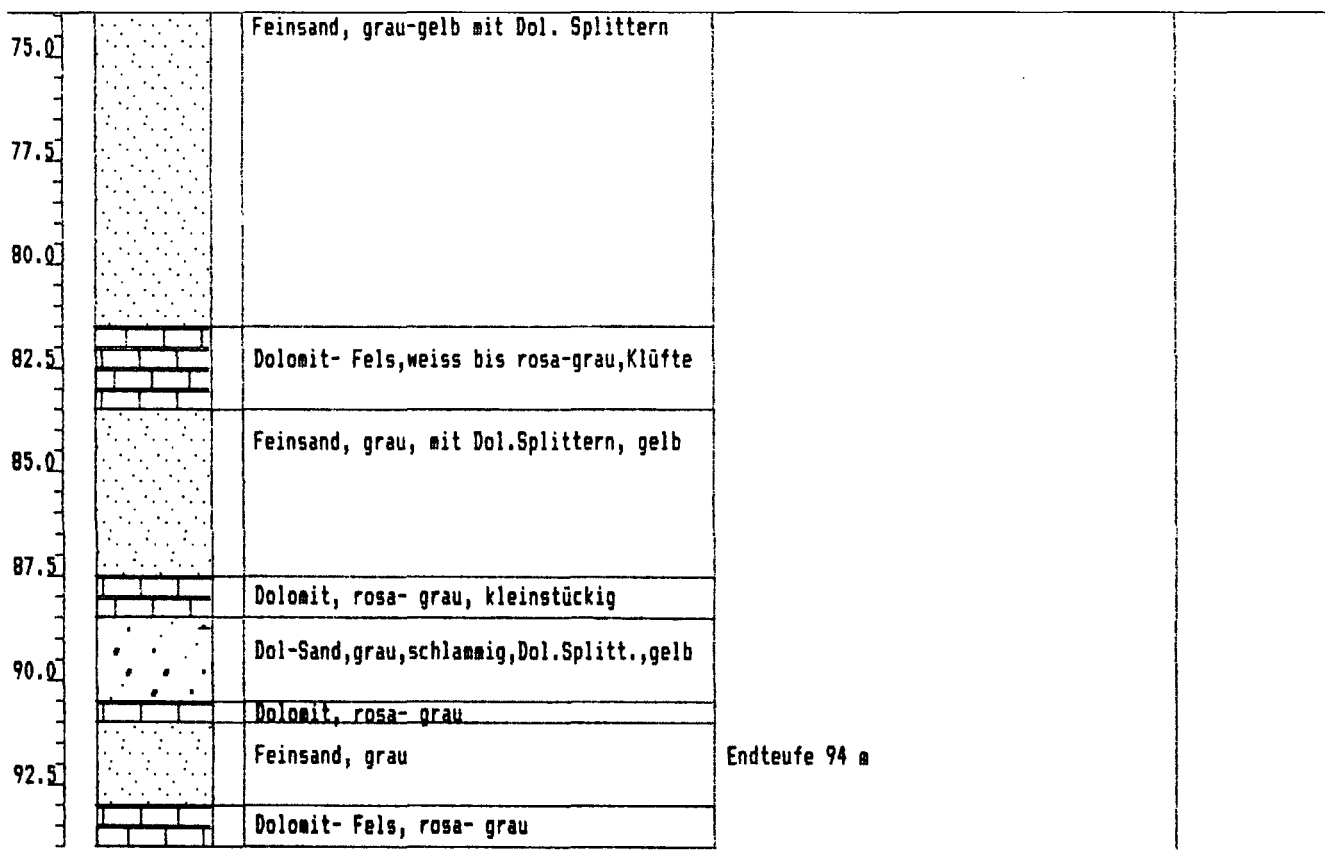 Feinsand, grau-gelb mit Dol. Splittern
75.0
77.5
80.0
82.5
Dolomit- Fels,weiss bis rosa-grau,Klüfte
Feinsand, grau, mit Dol.Splittern, gelb
85.0
87.5
Dolomit, rosa- grau, kleinstückig
Dol-Sand,grau,schlammig,Dol.Splitt.,gelb
90.0
Dolomit, rosa- grau
Feinsand, grau
Endteufe 94 m
92.5
Dolomit- Fels, rosa- grau